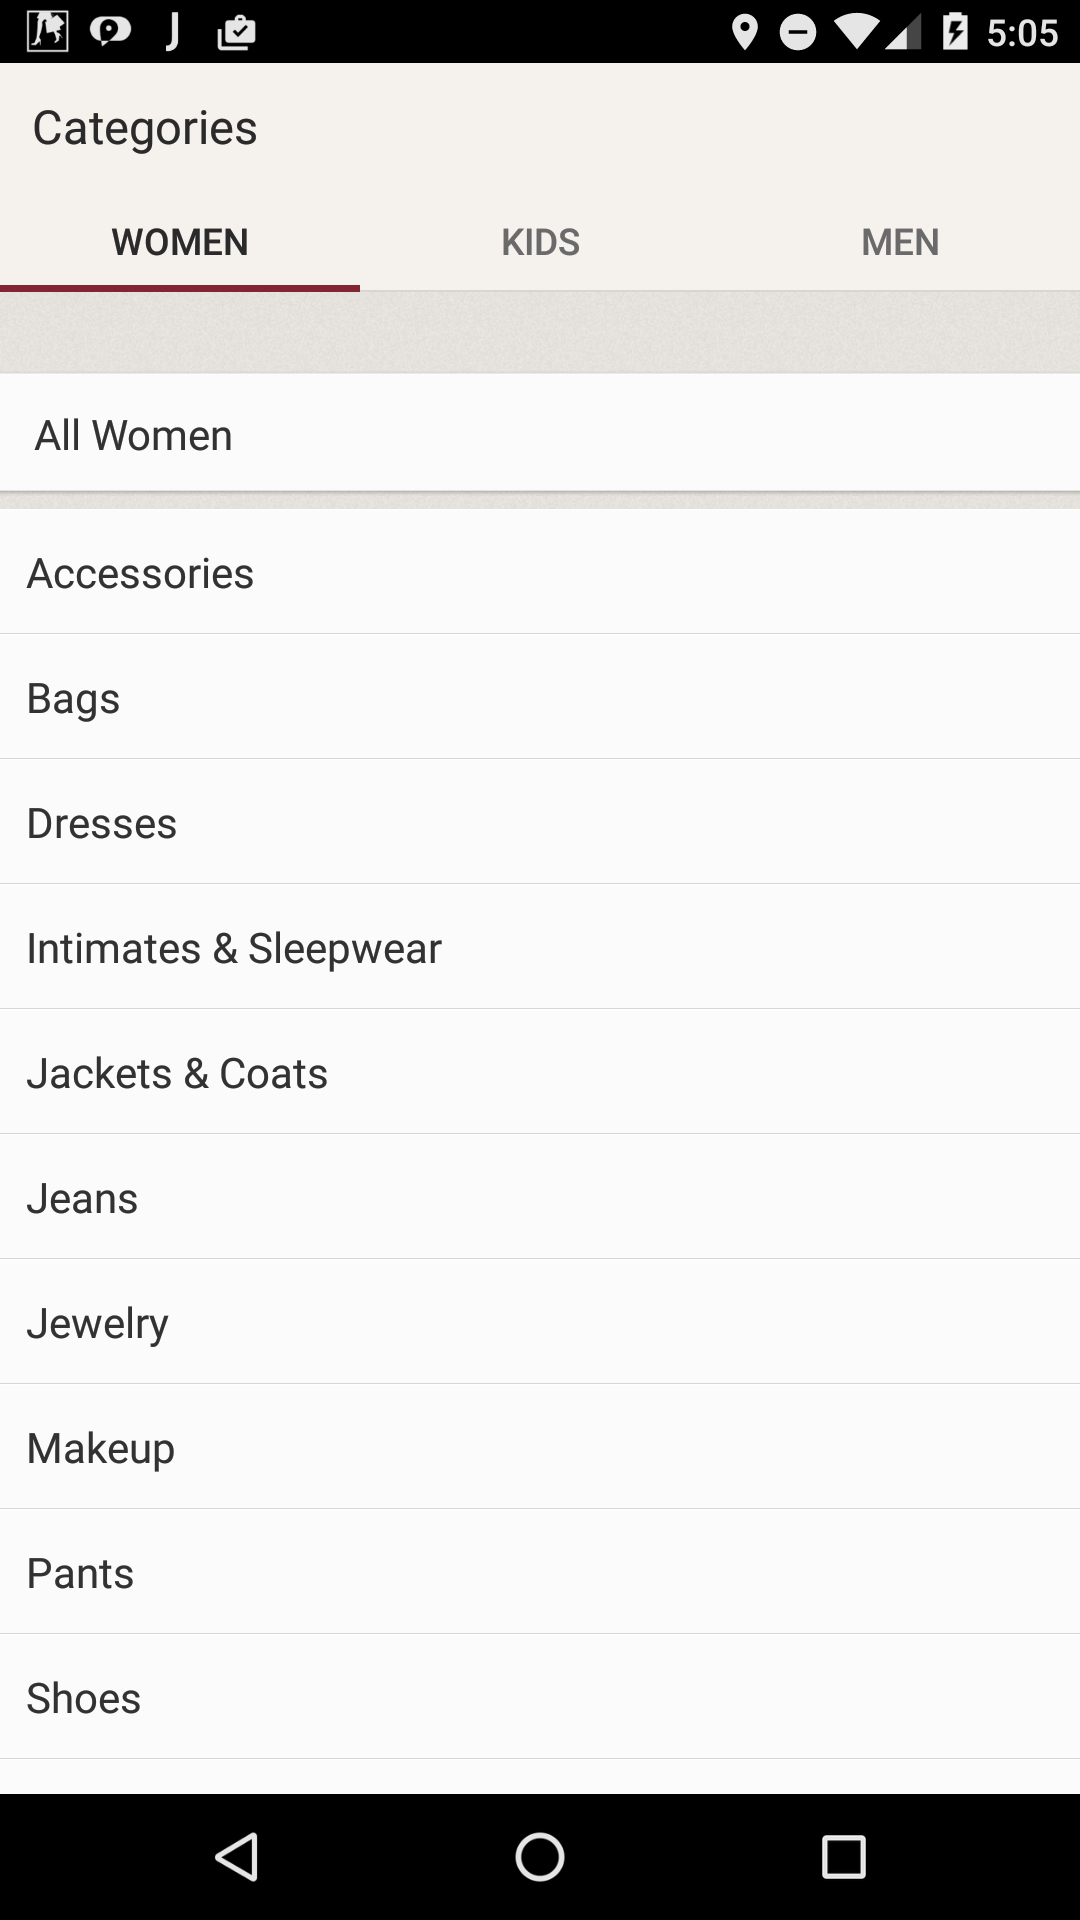 5:05
Categories
WOMEN KIDS MEN
All Women
Accessories
Bags
Dresses
Intimates & Sleepwear
Jackets & Coats
Jeans
Jewelry
Makeup
Pants
Shoes